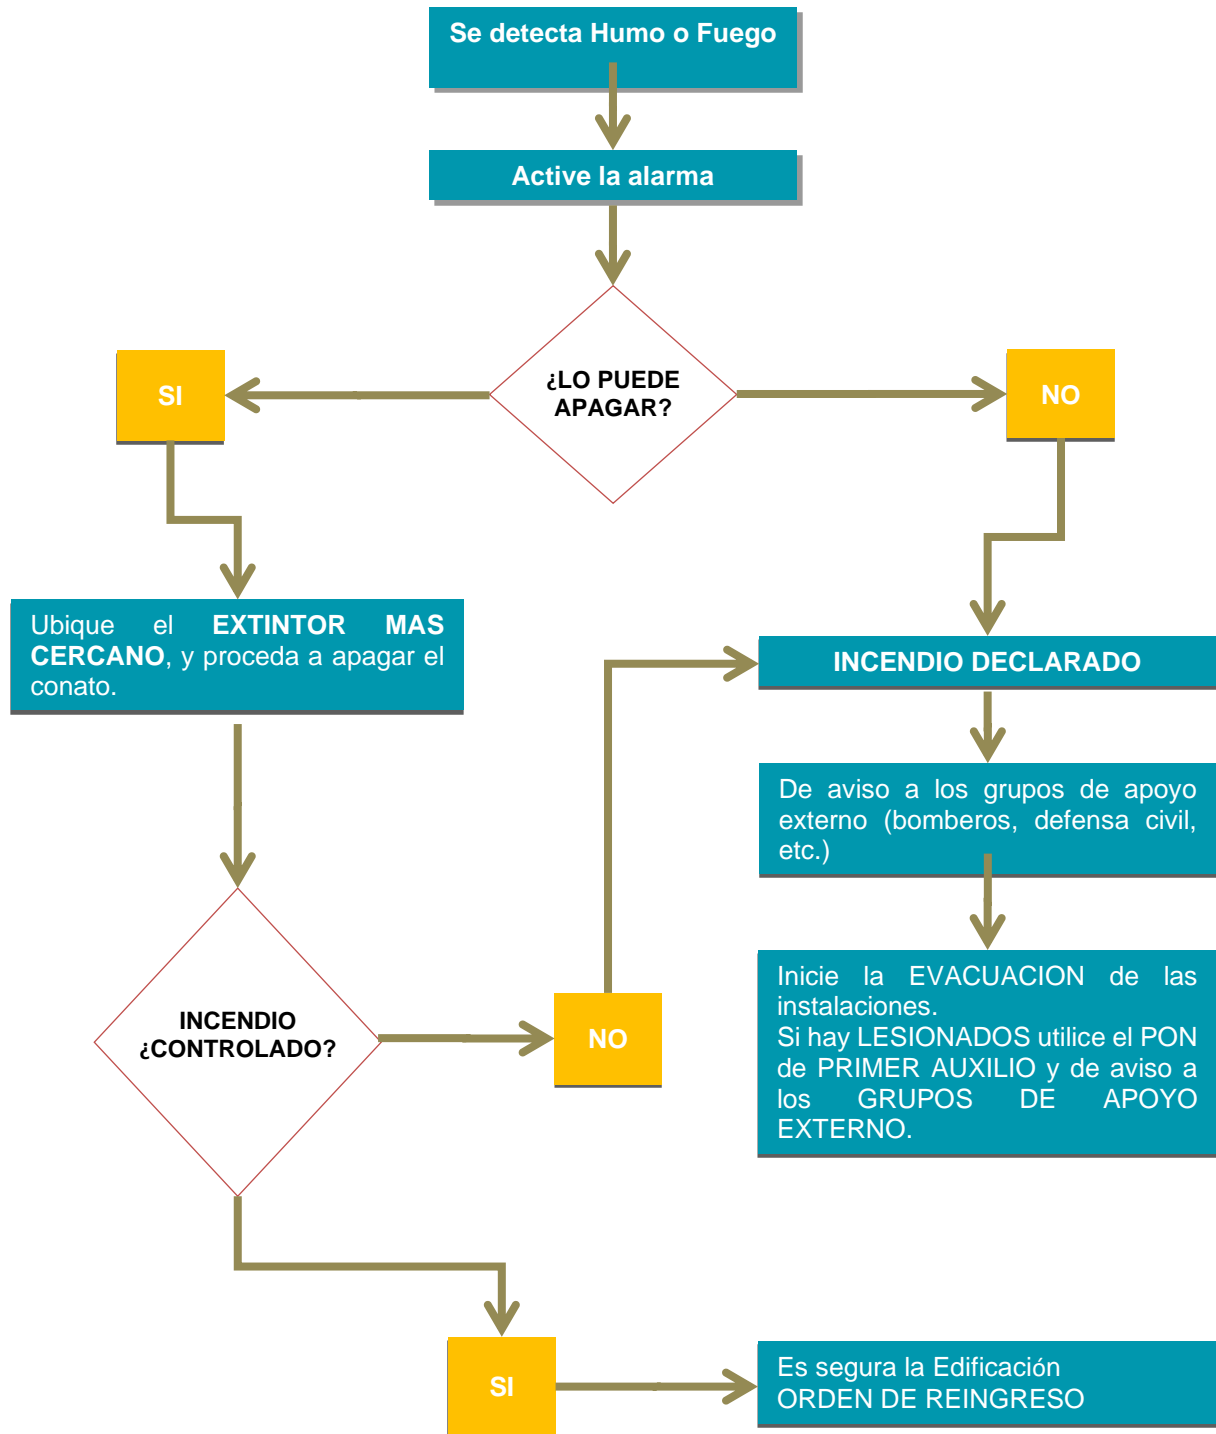 Se detecta Humo o Fuego
Active la alarma
¿LO PUEDE
APAGAR?
SI
NO
Ubique el EXTINTOR MAS
CERCANO, y proceda a apagar el
conato.
INCENDIO DECLARADO
De aviso a los grupos de apoyo
externo (bomberos, defensa civil,
etc.)
Inicie la EVACUACION de las
instalaciones.
Si hay LESIONADOS utilice el PON
de PRIMER AUXILIO y de aviso a
los GRUPOS DE APOYO
EXTERNO.
INCENDIO
¿CONTROLADO?
NO
SI
Es segura la Edificación
ORDEN DE REINGRESO